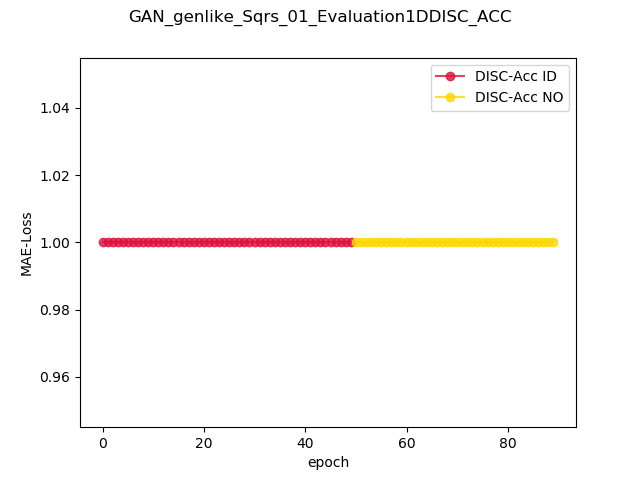 GAN_genlike_Sqrs_01_Evaluation1DDISC_ACC
DISC-Acc ID
DISC-Acc NO
1.04
1.02
1.00
0.98
0.96
MAE-Loss
0 20 40 60 80
epoch